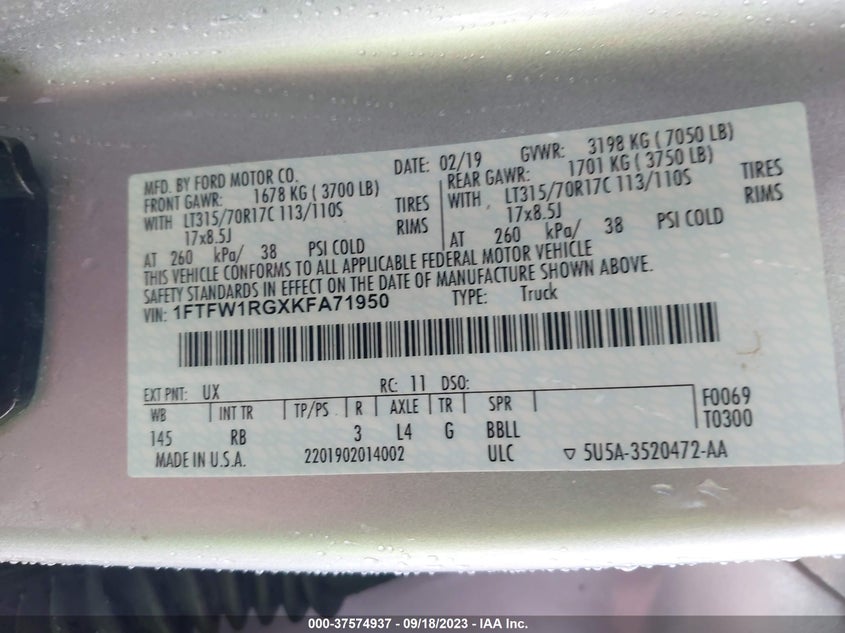 MFD. BY FORD MOTOR CO. DATE: 02/19 GVWR: 3198 KG ( 7050 LB)
FRONT GAWR: 1678 KG ( 3700 LB) REAR GAWR: 1701 KG ( 3750 LB)
WITH LT315/70R17C 113/110S TIRES WITH LT315/70R17C 113/110S TIRES
17x8.5J RIMS 17x8.5J RIMS
AT 260 kPa/ 38 PSI COLD AT 260 kPa/ 38 PSI COLD
THIS VEHICLE CONFORMS TO ALL APPLICABLE FEDERAL MOTOR VEHICLE
SAFETY STANDARDS IN EFFECT ON THE DATE OF MANUFACTURE SHOWN ABOVE.
VIN: 1FTFW1RGXKFA71950 TYPE: Truck
EXT PNT: UX RC: 11 DSO:
WB INT TR TP/PS R AXLE TR SPR F0069
145 RB 3 L4 G BBLL T0300
MADE IN U.S.A. 2201902014002 ULC ▽ 5U5A-3520472-AA
000-37574937 - 09/18/2023 - IAA Inc.